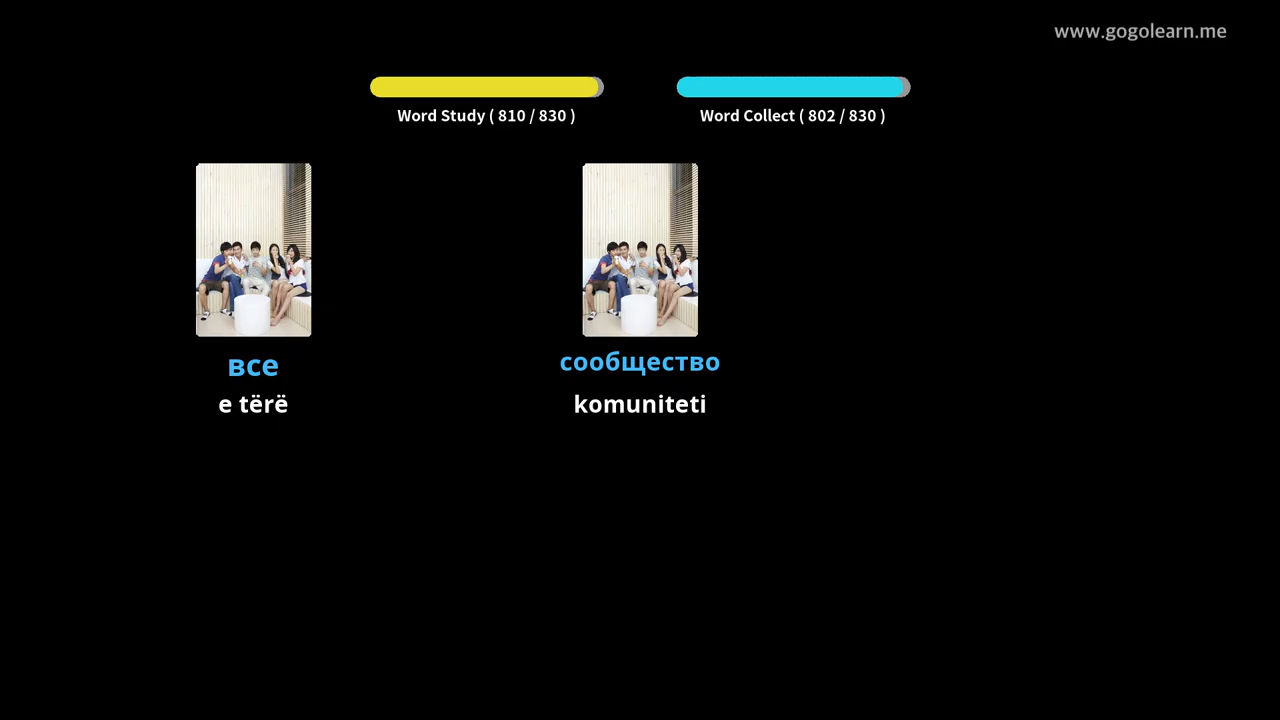 www.gogolearn.me
Word Study ( 810 / 830 )
Word Collect ( 802 / 830 )
все
e tërë
сообщество
komuniteti